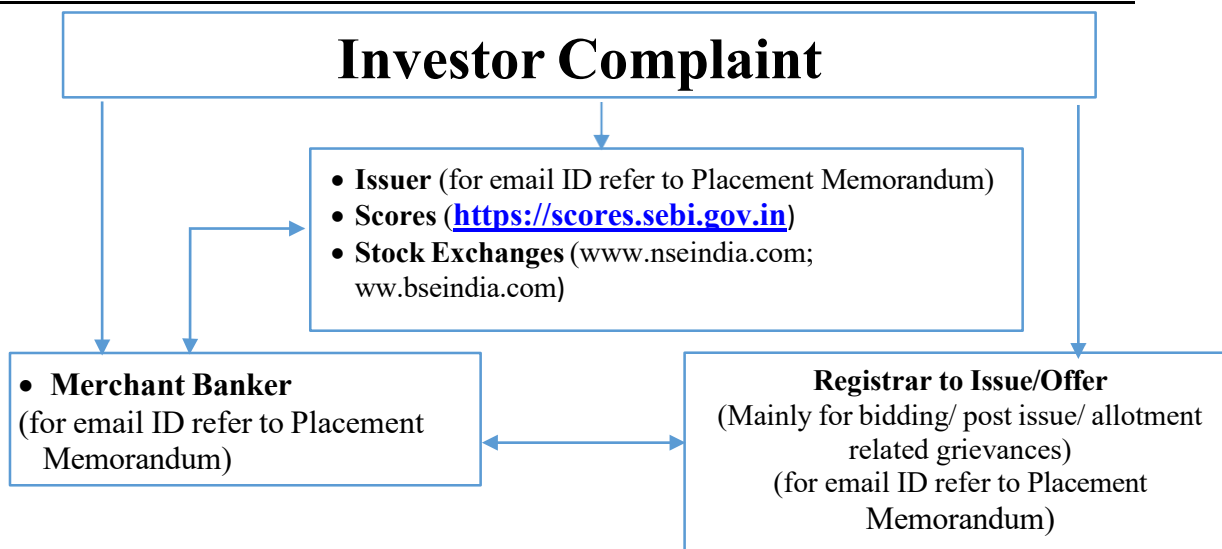 Investor Complaint
• Issuer (for email ID refer to Placement Memorandum)
• Scores (https://scores.sebi.gov.in)
• Stock Exchanges (www.nseindia.com;
ww.bseindia.com)
• Merchant Banker
(for email ID refer to Placement
Memorandum)
Registrar to Issue/Offer
(Mainly for bidding/ post issue/ allotment
related grievances)
(for email ID refer to Placement
Memorandum)